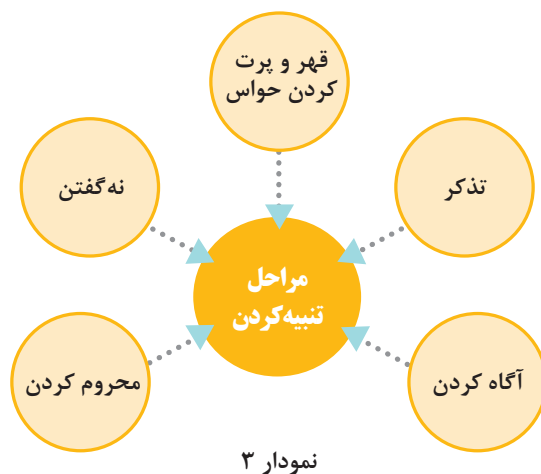 قهر و پرت
کردن حواس
تذکر
نه گفتن
مراحل
تنبیه‌کردن
آگاه کردن
محروم کردن
نمودار ۳